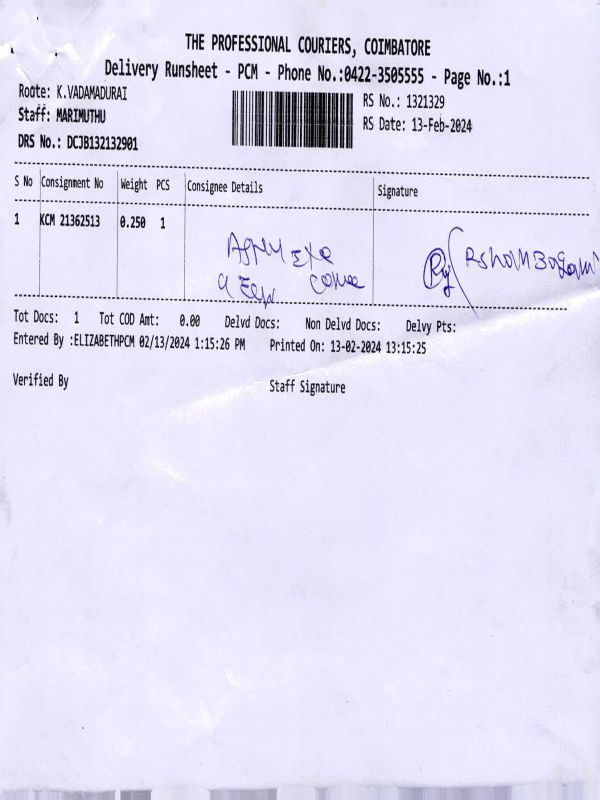 THE PROFESSIONAL COURIERS, COIMBATORE
Delivery Runsheet - PCM - Phone No.:0422-3505555 - Page No.:1
Roote: K.VADAMADURAI
RS No.: 1321329
Staff: MARIMUTHU
RS Date: 13-Feb-2024
DRS No.: DCJB132132901
S No Consignment No Weight PCS Consignee Details Signature
1 KCM 21362513 0.250 1
Tot Docs: 1 Tot COD Amt: 0.00 Delvd Docs: Non Delvd Docs: Delvy Pts:
Entered By :ELIZABETHPCM 02/13/2024 1:15:26 PM Printed On: 13-02-2024 13:15:25
Verified By Staff Signature